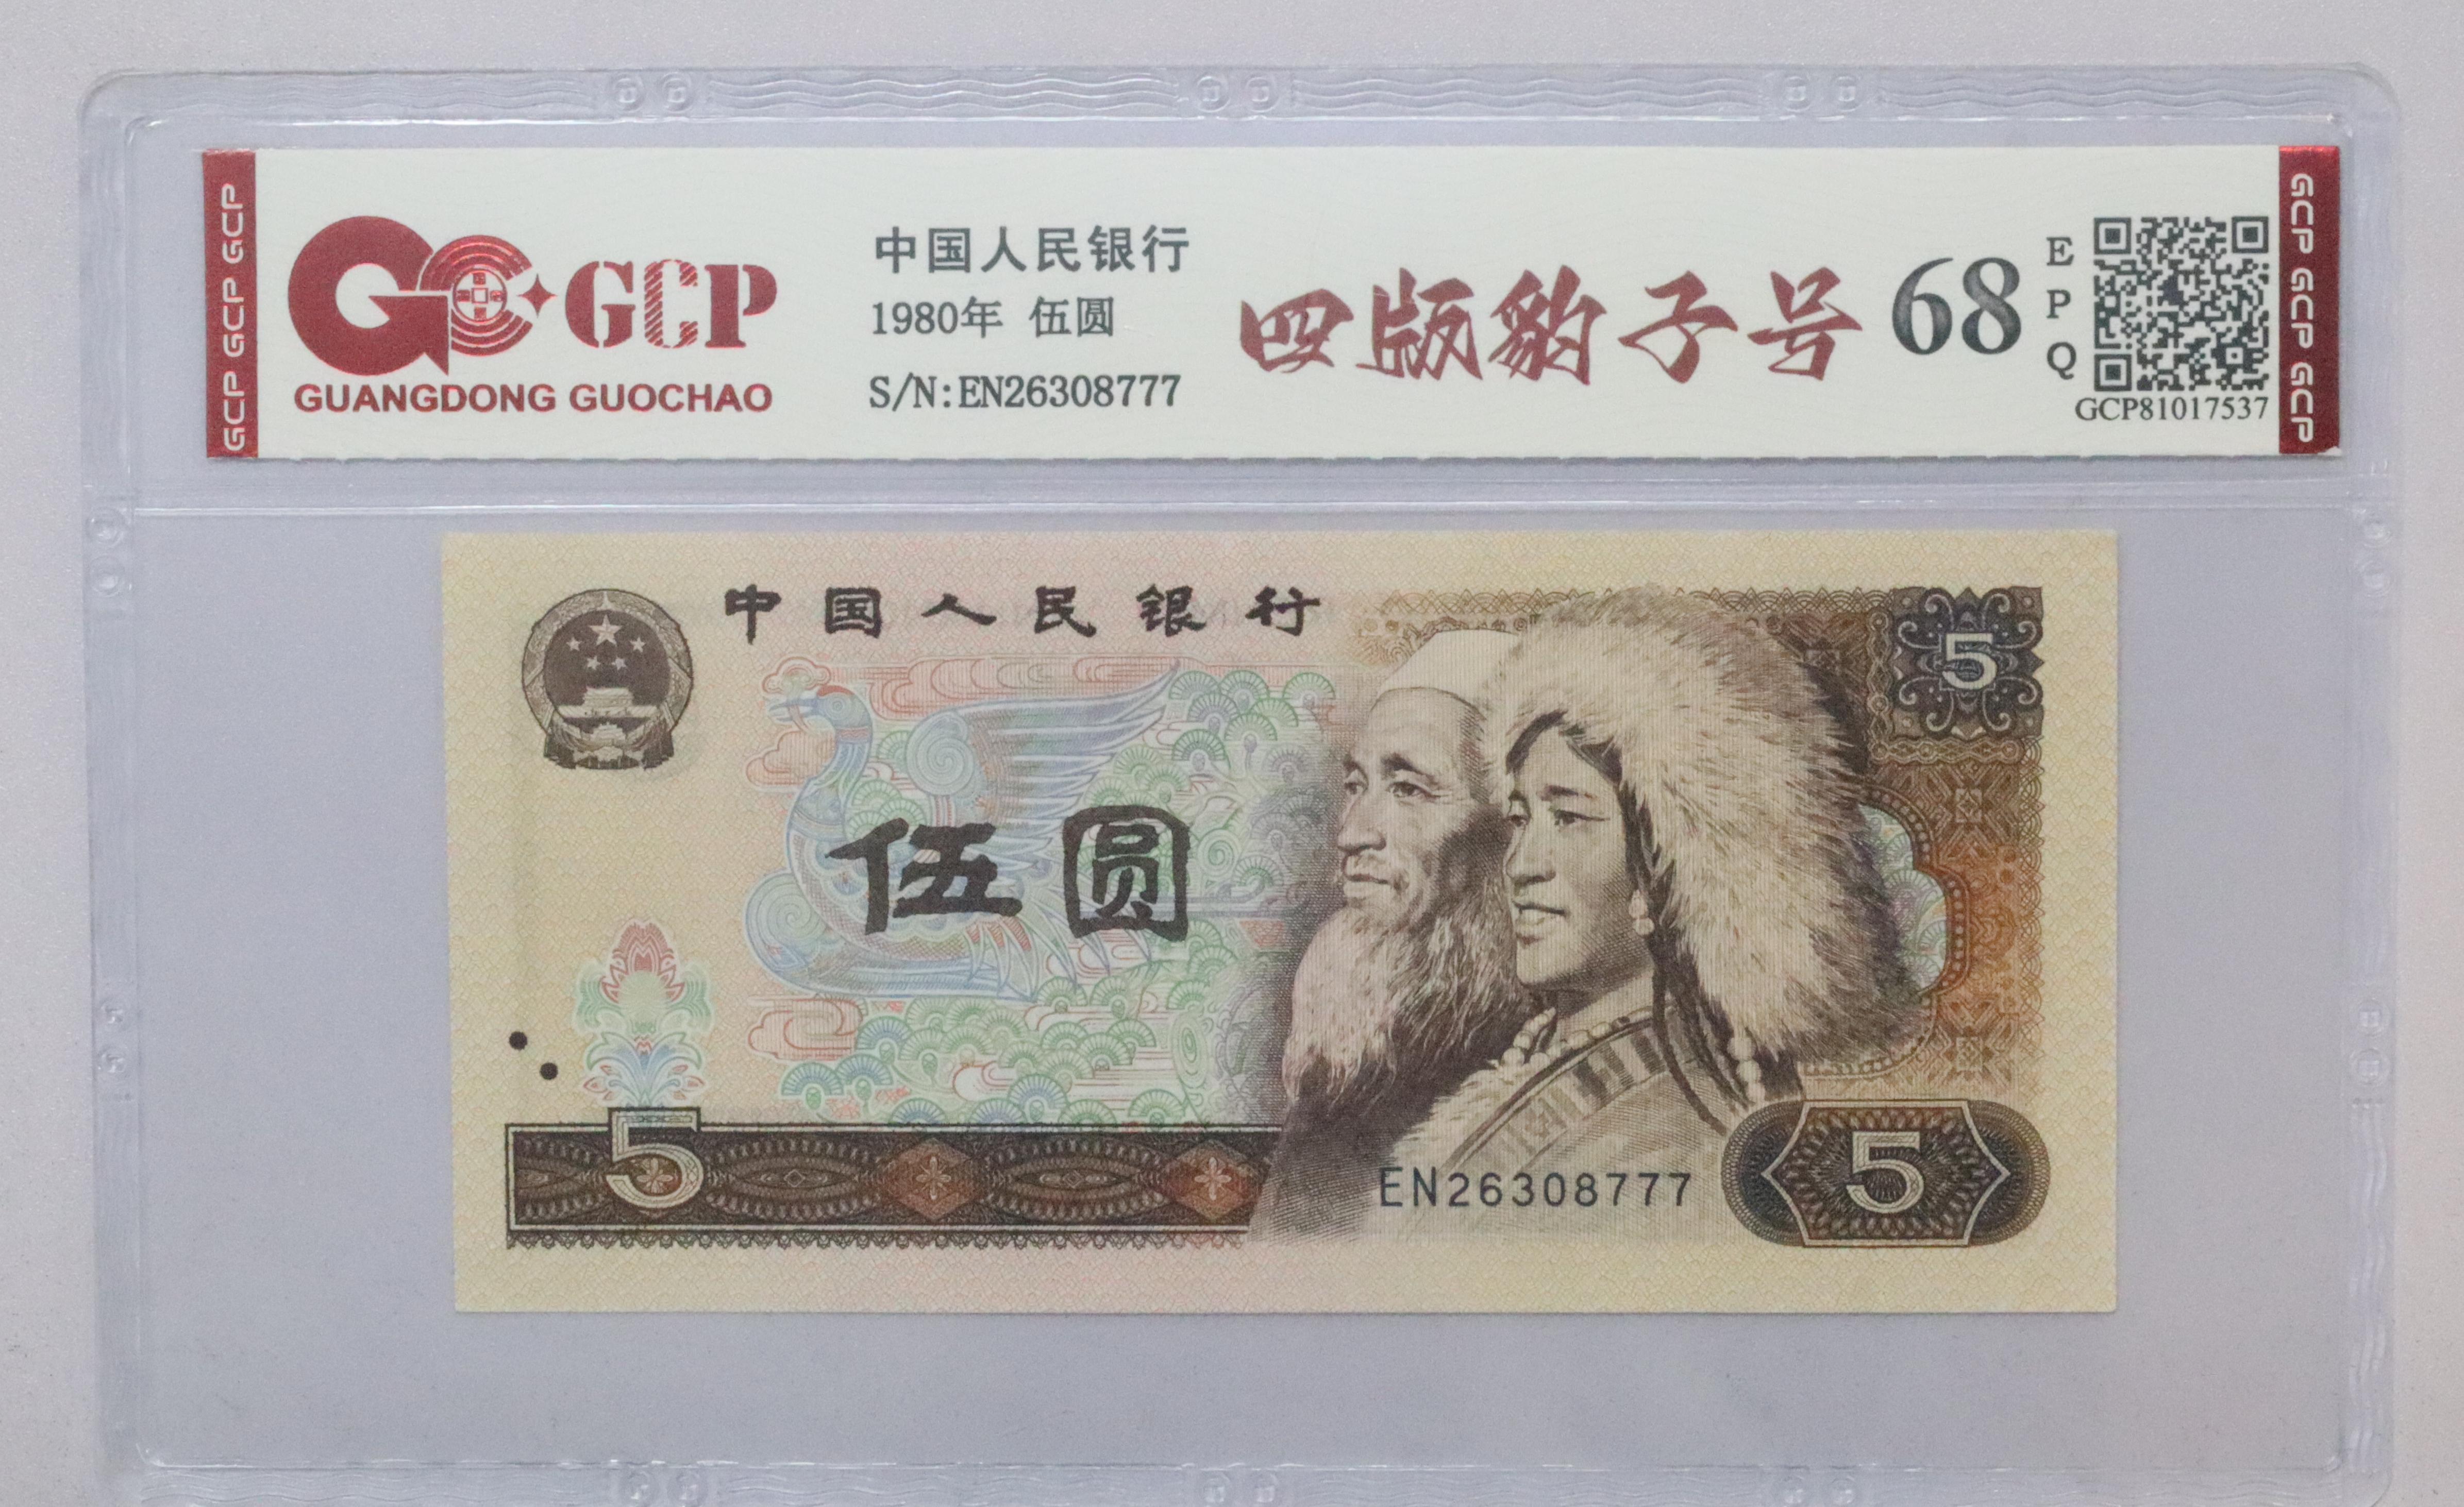 GCP GCP GCP
GCP
GUANGDONG GUOCHAO
中国人民银行
1980年 伍圆
S/N:EN26308777
四版豹子号
68
EPQ
GCP81017537
GCP GCP GCP
中国人民银行
5
伍圆
5
EN26308777
5